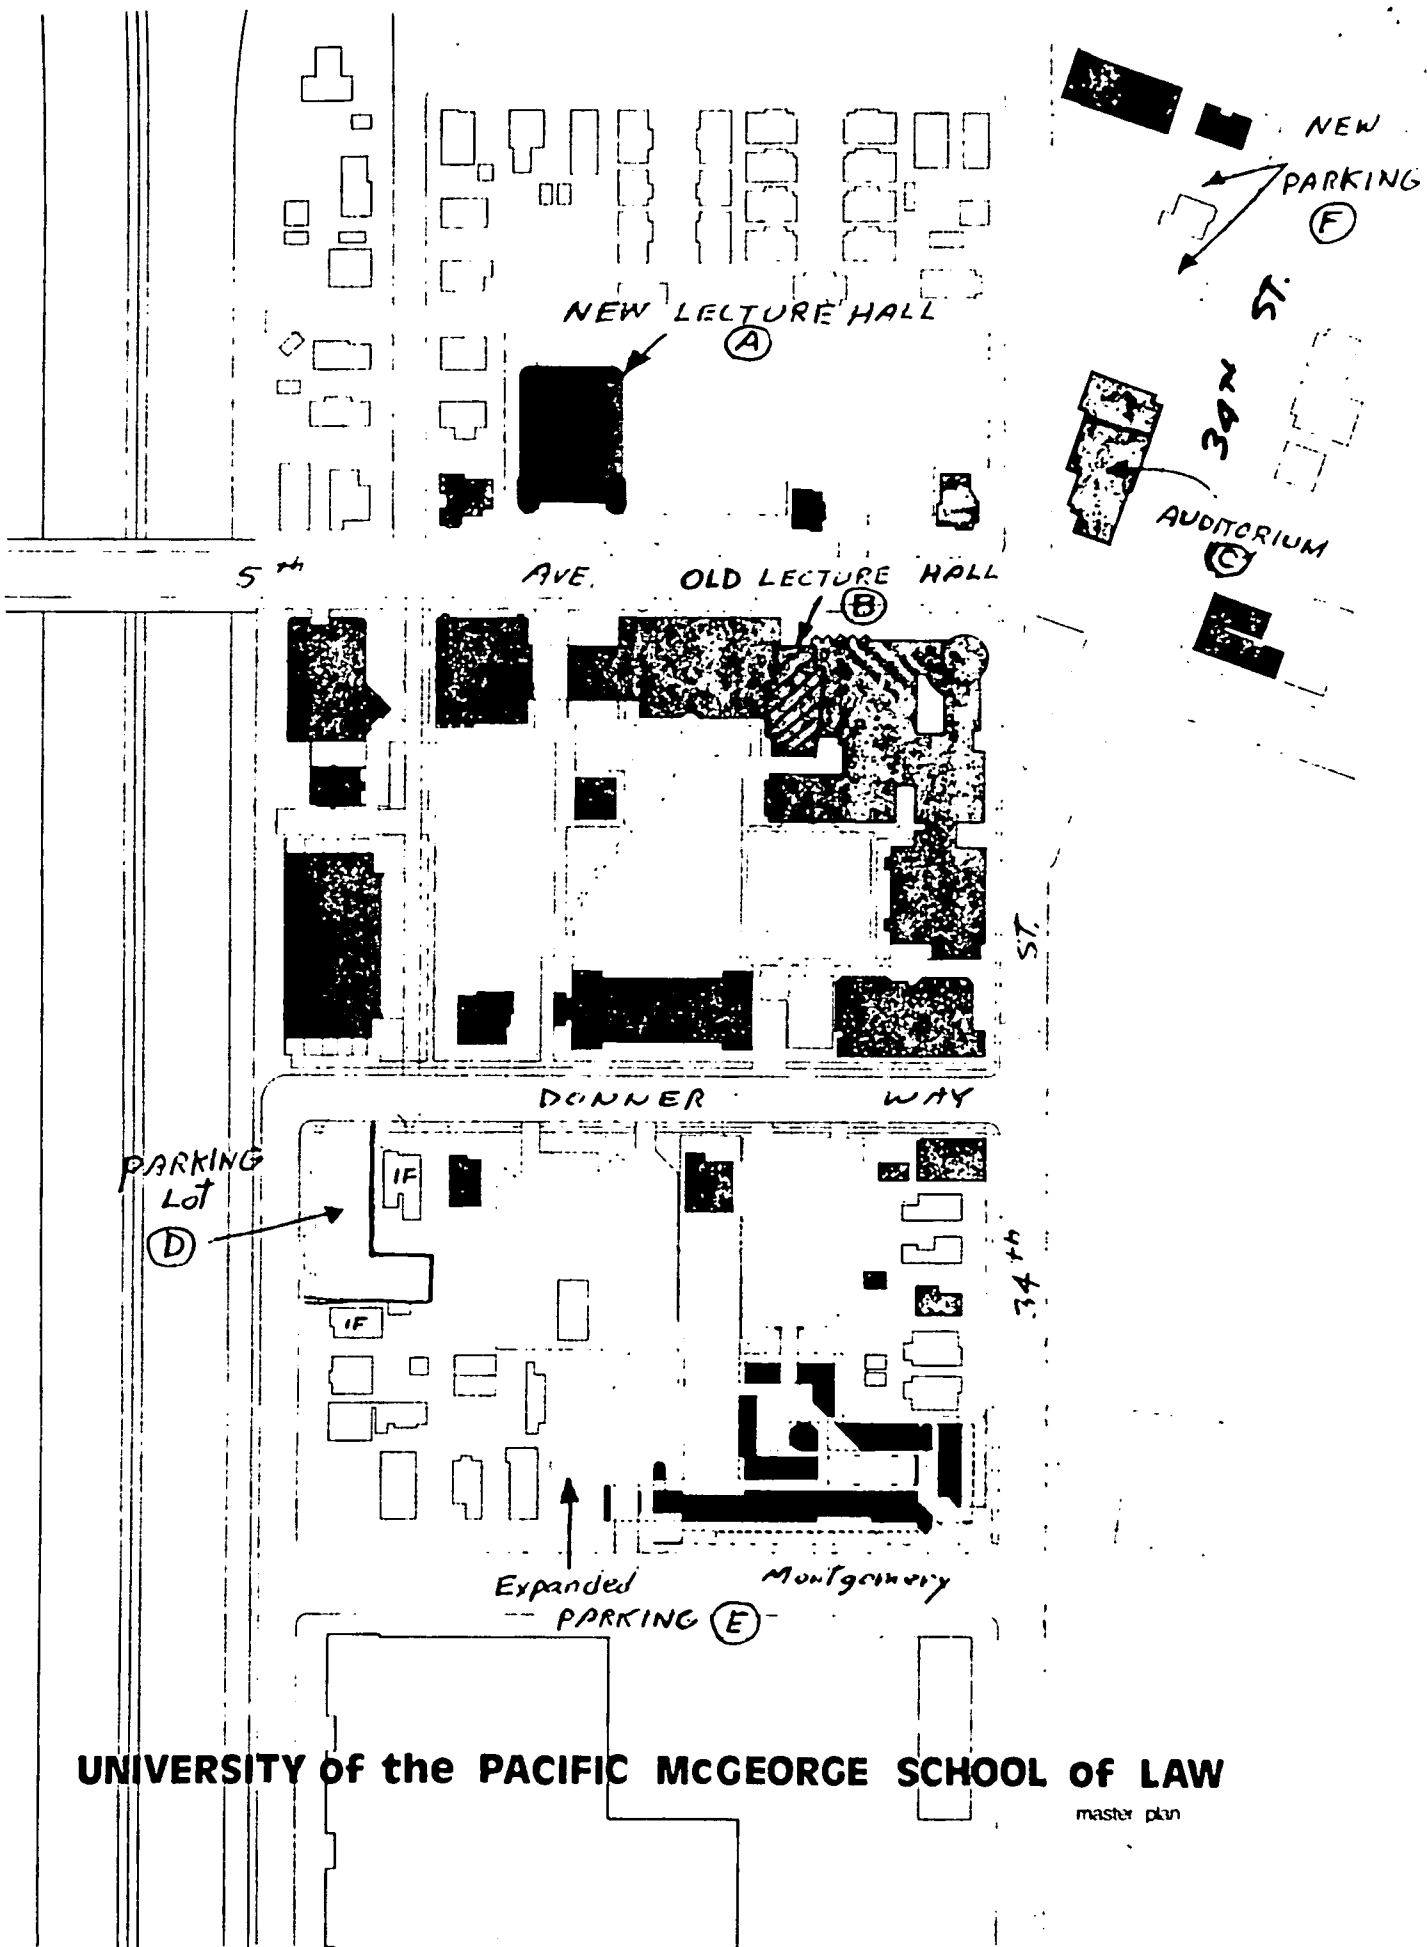 NEW
PARKING
F
ST.
34th
NEW LECTURE HALL
A
AUDITORIUM
C
5th AVE.
OLD LECTURE HALL
B
ST.
DONNER WAY
PARKING
Lot
D
IF
34th
IF
Expanded
PARKING E
Montgomery
UNIVERSITY of the PACIFIC McGEORGE SCHOOL of LAW
master plan